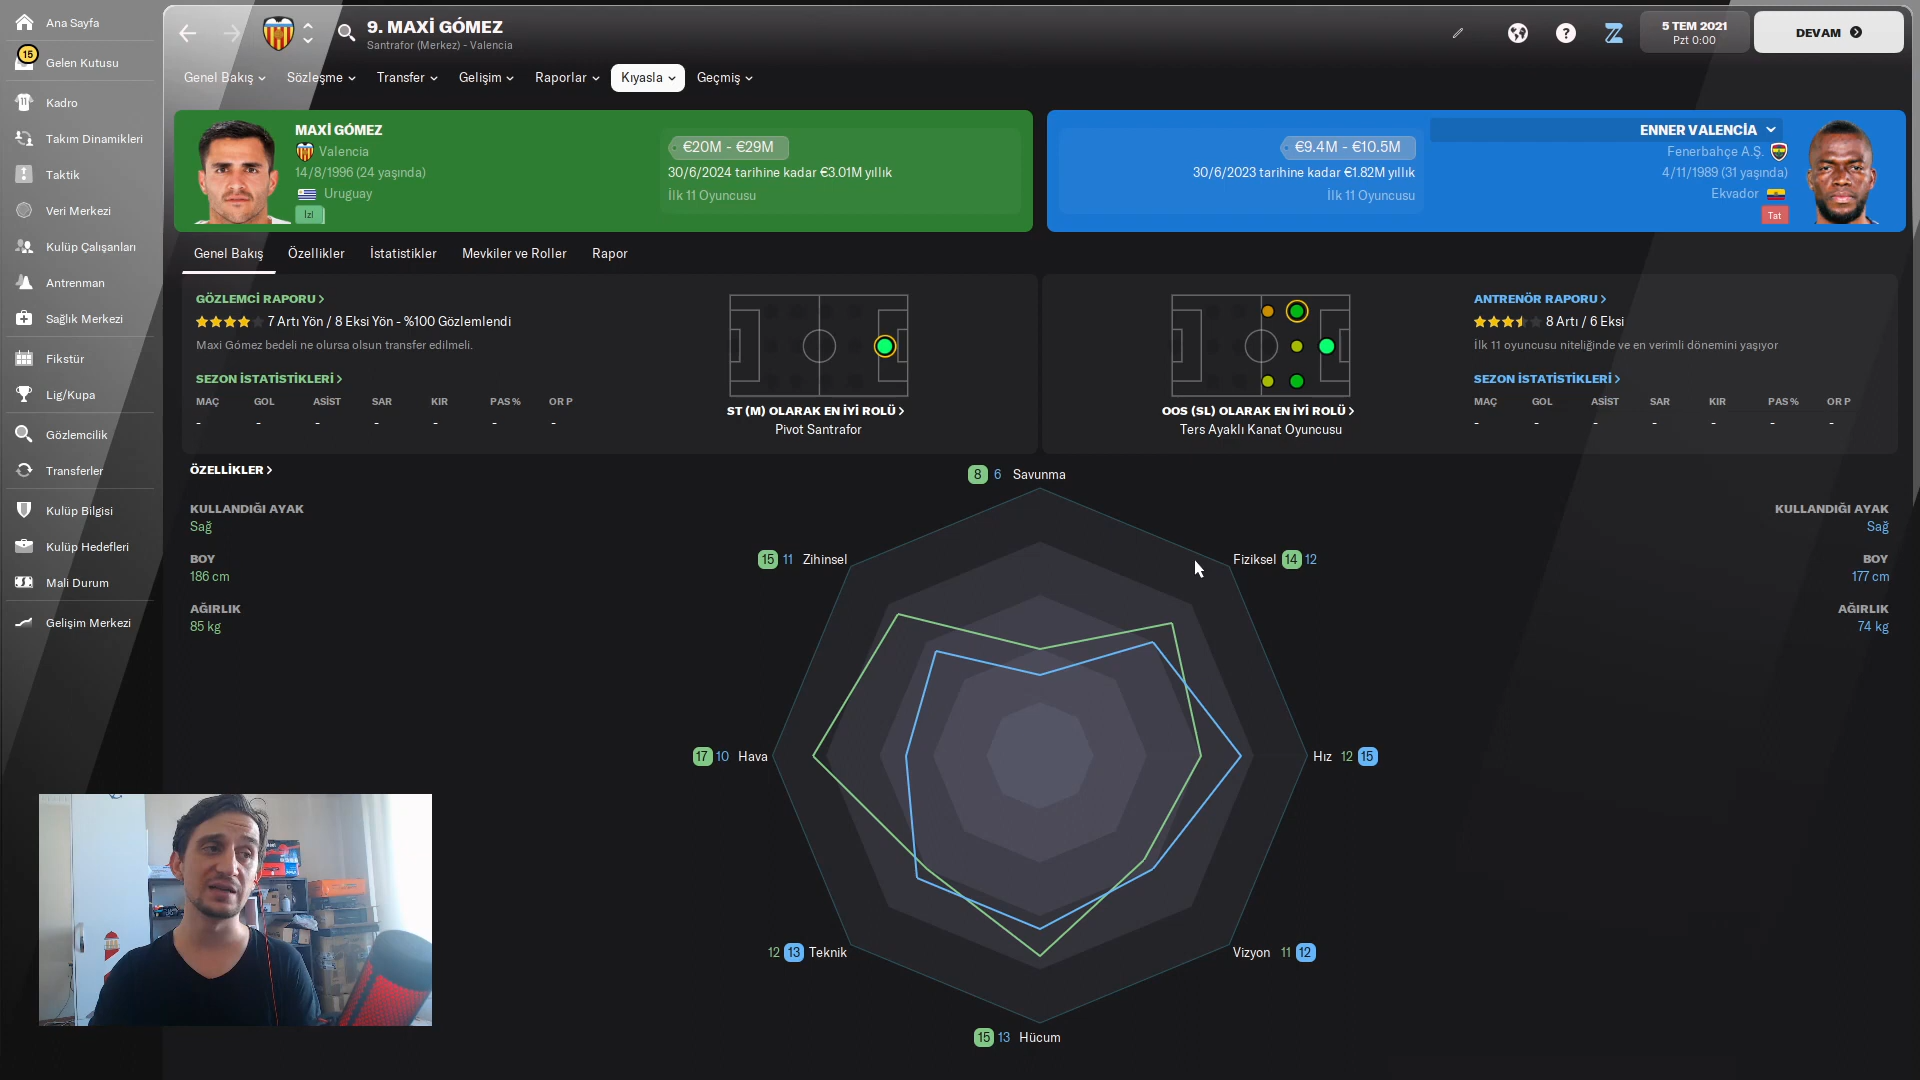 Ana Sayfa
15
Gelen Kutusu
Kadro
Takım Dinamikleri
Taktik
Veri Merkezi
Kulüp Çalışanları
Antrenman
Sağlık Merkezi
Fikstür
Lig/Kupa
Gözlemcilik
Transferler
Kulüp Bilgisi
Kulüp Hedefleri
Mali Durum
Gelişim Merkezi
9. MAXİ GÓMEZ
Santrafor (Merkez) - Valencia
5 TEM 2021
Pzt 0:00
DEVAM
Genel Bakış
Sözleşme
Transfer
Gelişim
Raporlar
Kıyasla
Geçmiş
MAXİ GÓMEZ
Valencia
14/8/1996 (24 yaşında)
Uruguay
İzl
€20M - €29M
30/6/2024 tarihine kadar €3.01M yıllık
İlk 11 Oyuncusu
€9.4M - €10.5M
30/6/2023 tarihine kadar €1.82M yıllık
İlk 11 Oyuncusu
ENNER VALENCİA
Fenerbahçe A.Ş.
4/11/1989 (31 yaşında)
Ekvador
Tat
Genel Bakış
Özellikler
İstatistikler
Mevkiler ve Roller
Rapor
GÖZLEMCİ RAPORU
7 Artı Yön / 8 Eksi Yön - %100 Gözlemlendi
Maxi Gómez bedeli ne olursa olsun transfer edilmeli.
SEZON İSTATİSTİKLERİ
MAÇ GOL ASİST SAR KIR PAS % OR P
- - - - - - -
ST (M) OLARAK EN İYİ ROLÜ
Pivot Santrafor
OOS (SL) OLARAK EN İYİ ROLÜ
Ters Ayaklı Kanat Oyuncusu
ANTRENÖR RAPORU
8 Artı / 6 Eksi
İlk 11 oyuncusu niteliğinde ve en verimli dönemini yaşıyor
SEZON İSTATİSTİKLERİ
MAÇ GOL ASİST SAR KIR PAS % OR P
- - - - - - -
ÖZELLİKLER
KULLANDIĞI AYAK
Sağ
BOY
186 cm
AĞIRLIK
85 kg
8 6 Savunma
15 11 Zihinsel
Fiziksel 14 12
17 10 Hava
Hız 12 15
12 13 Teknik
Vizyon 11 12
15 13 Hücum
KULLANDIĞI AYAK
Sağ
BOY
177 cm
AĞIRLIK
74 kg